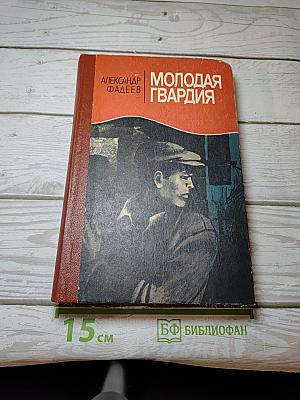 АЛЕКСАНДР
ФАДЕЕВ
МОЛОДАЯ
ГВАРДИЯ
15 см
БФ БИБЛИОФАН